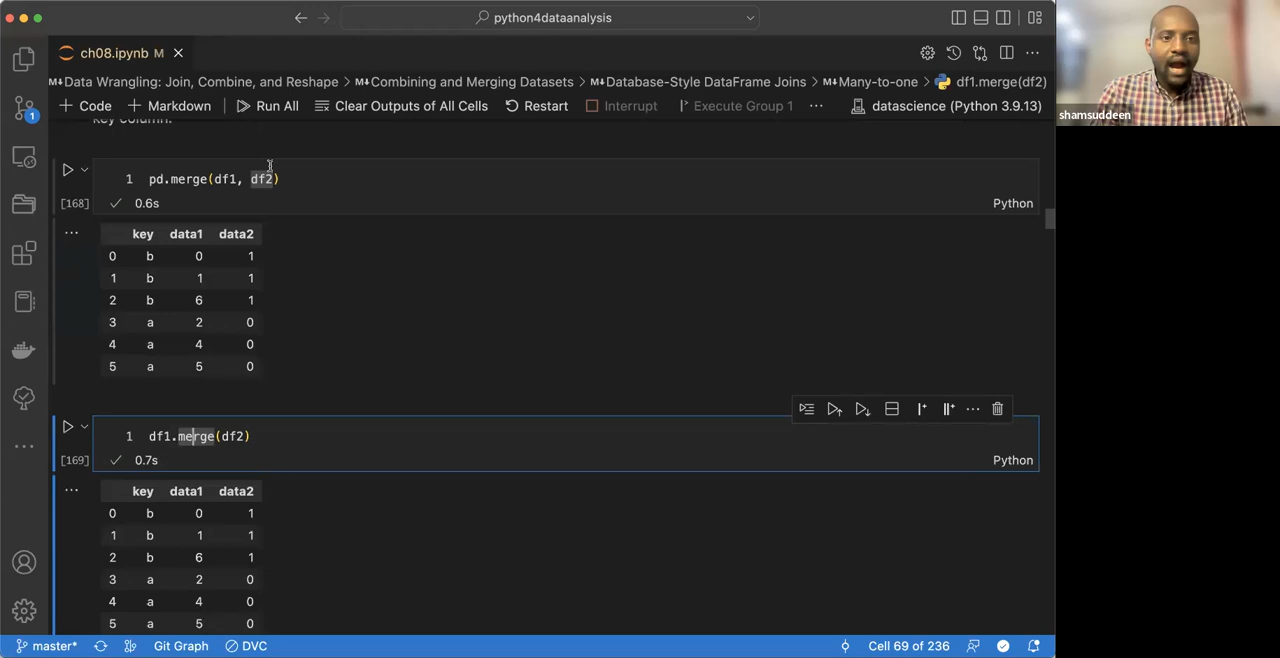 python4dataanalysis
ch08.ipynb M
Data Wrangling: Join, Combine, and Reshape > Combining and Merging Datasets > Database-Style DataFrame Joins > Many-to-one > df1.merge(df2)
+ Code + Markdown Run All Clear Outputs of All Cells Restart Interrupt Execute Group 1 ... datascience (Python 3.9.13)
key column:
1 pd.merge(df1, df2)
[168] 0.6s Python
key data1 data2
0 b 0 1
1 b 1 1
2 b 6 1
3 a 2 0
4 a 4 0
5 a 5 0
1 df1.merge(df2)
[169] 0.7s Python
key data1 data2
0 b 0 1
1 b 1 1
2 b 6 1
3 a 2 0
4 a 4 0
5 a 5 0
master* Git Graph DVC Cell 69 of 236
1
shamsuddeen